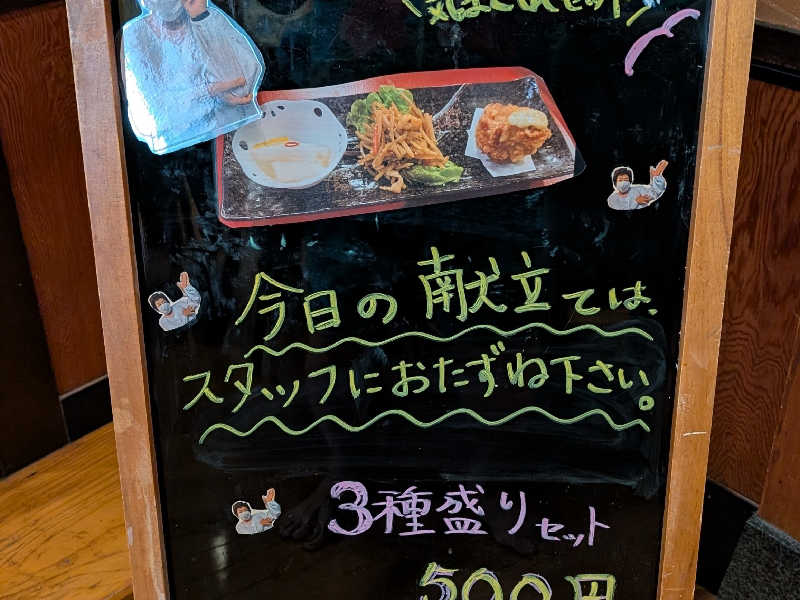 今日の献立ては、
スタッフにおたずね下さい。
3種盛りセット
500円